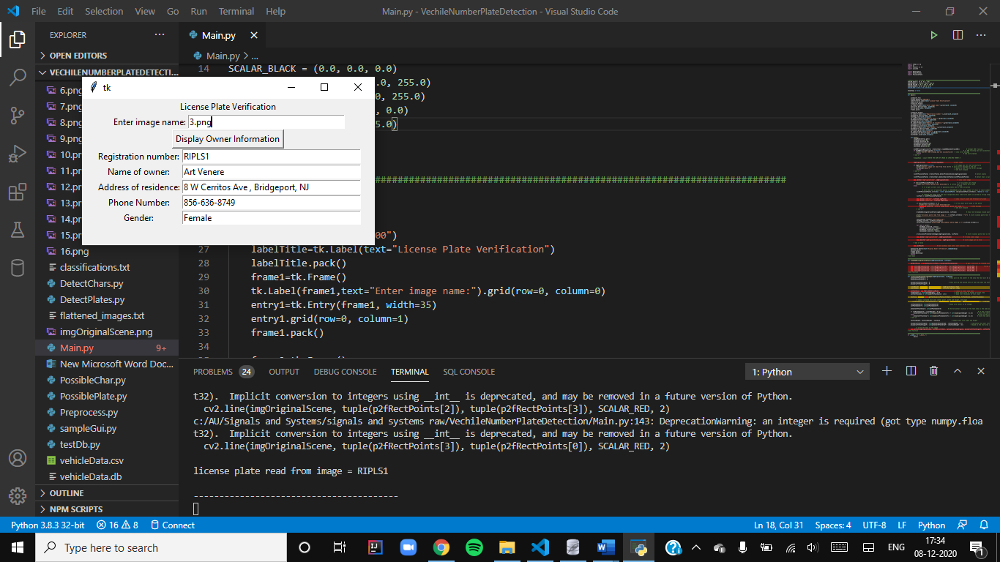 File Edit Selection View Go Run Terminal Help
Main.py - VechileNumberPlateDetection - Visual Studio Code
EXPLORER
OPEN EDITORS
VECHILENUMBERPLATEDETECTI...
6.png
7.png
8.png
9.png
10.pn
11.pn
12.pn
13.pn
14.pn
15.pn
16.png
classifications.txt
DetectChars.py
DetectPlates.py
flattened_images.txt
imgOriginalScene.png
Main.py 9+
New Microsoft Word Doc...
PossibleChar.py
PossiblePlate.py
Preprocess.py
sampleGui.py
testDb.py
vehicleData.csv
vehicleData.db
OUTLINE
NPM SCRIPTS
Main.py
Main.py > ...
14 SCALAR_BLACK = (0.0, 0.0, 0.0)
.0, 255.0)
, 255.0)
, 0.0)
55.0)
00")
27 labelTitle=tk.Label(text="License Plate Verification")
28 labelTitle.pack()
29 frame1=tk.Frame()
30 tk.Label(frame1,text="Enter image name:").grid(row=0, column=0)
31 entry1=tk.Entry(frame1, width=35)
32 entry1.grid(row=0, column=1)
33 frame1.pack()
34
tk
License Plate Verification
Enter image name: 3.png
Display Owner Information
Registration number: RIPLS1
Name of owner: Art Venere
Address of residence: 8 W Cerritos Ave , Bridgeport, NJ
Phone Number: 856-636-8749
Gender: Female
PROBLEMS 24 OUTPUT DEBUG CONSOLE TERMINAL SQL CONSOLE
1: Python
t32).  Implicit conversion to integers using __int__ is deprecated, and may be removed in a future version of Python.
cv2.line(imgOriginalScene, tuple(p2fRectPoints[2]), tuple(p2fRectPoints[3]), SCALAR_RED, 2)
c:/AU/Signals and Systems/signals and systems raw/VechileNumberPlateDetection/Main.py:143: DeprecationWarning: an integer is required (got type numpy.floa
t32).  Implicit conversion to integers using __int__ is deprecated, and may be removed in a future version of Python.
cv2.line(imgOriginalScene, tuple(p2fRectPoints[3]), tuple(p2fRectPoints[0]), SCALAR_RED, 2)
license plate read from image = RIPLS1
----------------------------------------
Python 3.8.3 32-bit 16 8 Connect
Ln 18, Col 31 Spaces: 4 UTF-8 LF Python
Type here to search
ENG
17:34
08-12-2020
1